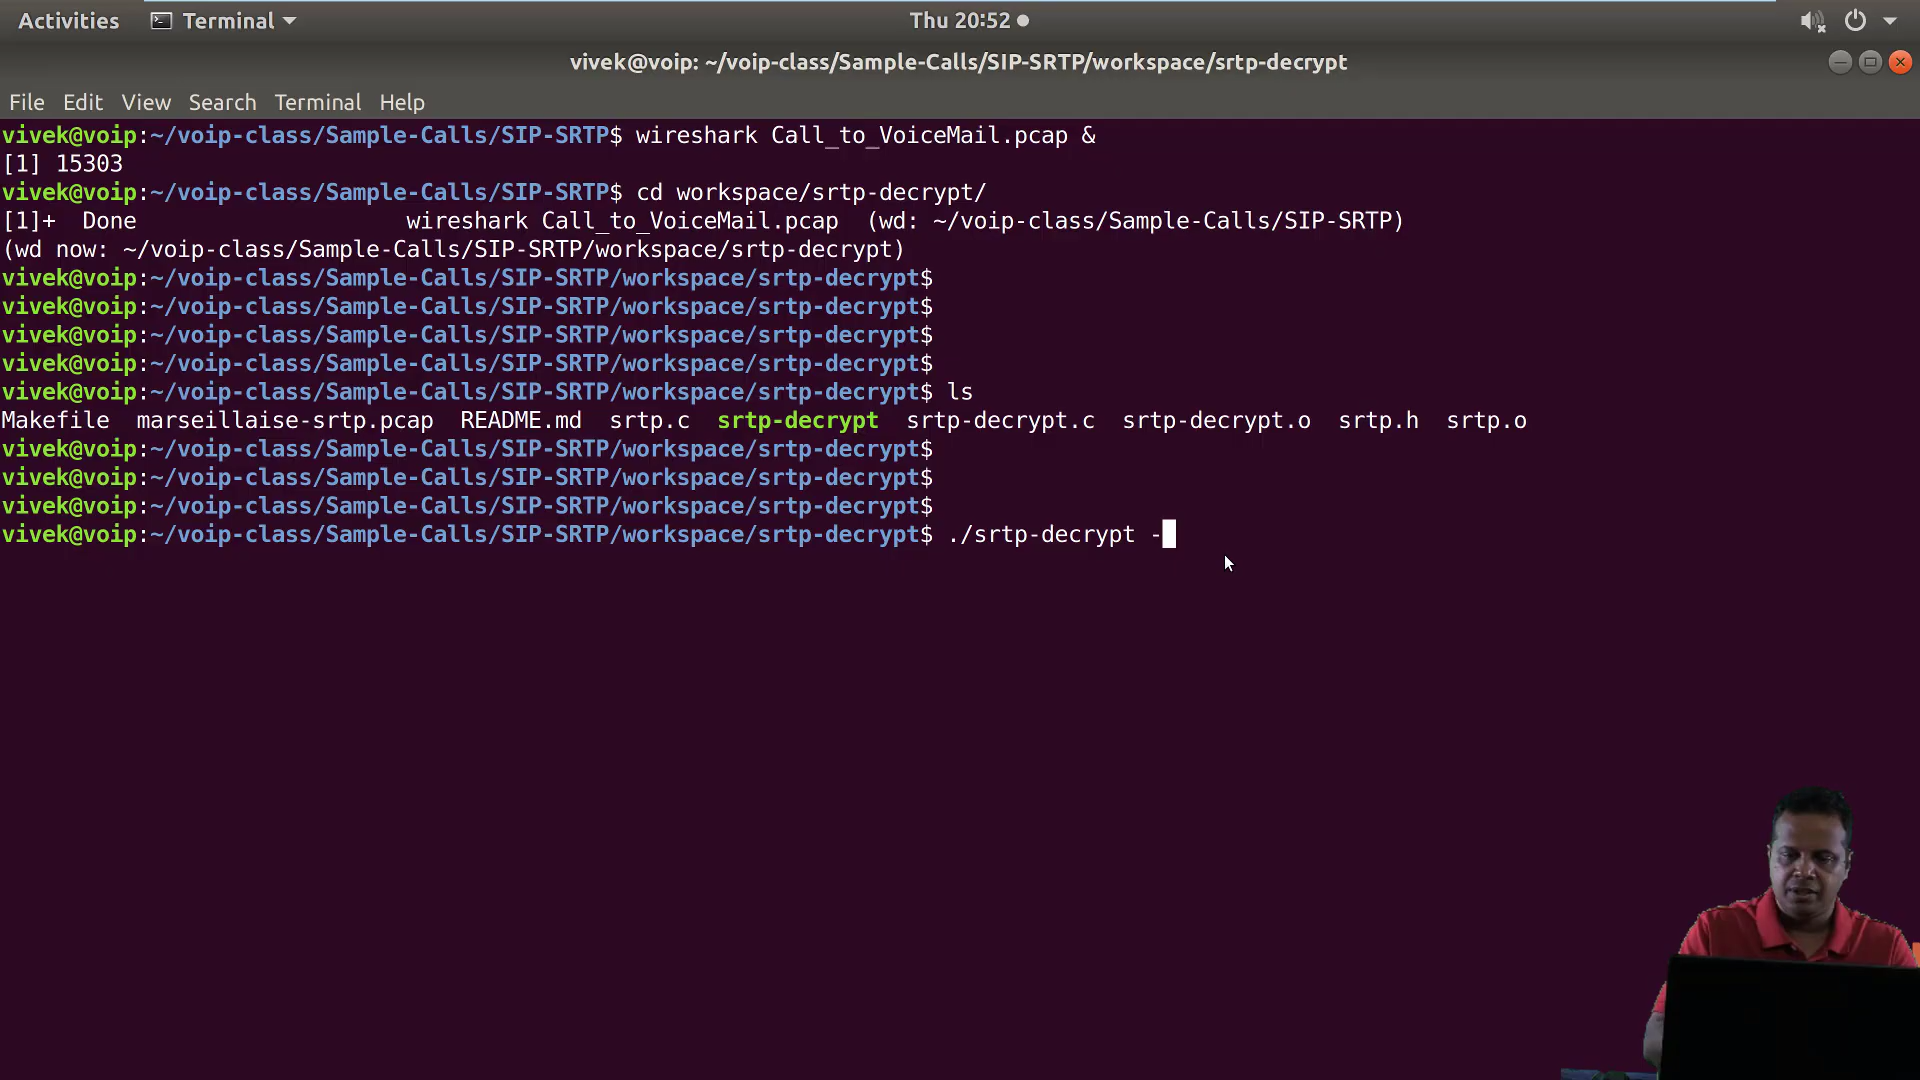 Activities Terminal Thu 20:52
vivek@voip: ~/voip-class/Sample-Calls/SIP-SRTP/workspace/srtp-decrypt
File Edit View Search Terminal Help
vivek@voip:~/voip-class/Sample-Calls/SIP-SRTP$ wireshark Call_to_VoiceMail.pcap &
[1] 15303
vivek@voip:~/voip-class/Sample-Calls/SIP-SRTP$ cd workspace/srtp-decrypt/
[1]+  Done                    wireshark Call_to_VoiceMail.pcap  (wd: ~/voip-class/Sample-Calls/SIP-SRTP)
(wd now: ~/voip-class/Sample-Calls/SIP-SRTP/workspace/srtp-decrypt)
vivek@voip:~/voip-class/Sample-Calls/SIP-SRTP/workspace/srtp-decrypt$
vivek@voip:~/voip-class/Sample-Calls/SIP-SRTP/workspace/srtp-decrypt$
vivek@voip:~/voip-class/Sample-Calls/SIP-SRTP/workspace/srtp-decrypt$
vivek@voip:~/voip-class/Sample-Calls/SIP-SRTP/workspace/srtp-decrypt$
vivek@voip:~/voip-class/Sample-Calls/SIP-SRTP/workspace/srtp-decrypt$ ls
Makefile  marseillaise-srtp.pcap  README.md  srtp.c  srtp-decrypt  srtp-decrypt.c  srtp-decrypt.o  srtp.h  srtp.o
vivek@voip:~/voip-class/Sample-Calls/SIP-SRTP/workspace/srtp-decrypt$
vivek@voip:~/voip-class/Sample-Calls/SIP-SRTP/workspace/srtp-decrypt$
vivek@voip:~/voip-class/Sample-Calls/SIP-SRTP/workspace/srtp-decrypt$
vivek@voip:~/voip-class/Sample-Calls/SIP-SRTP/workspace/srtp-decrypt$ ./srtp-decrypt -